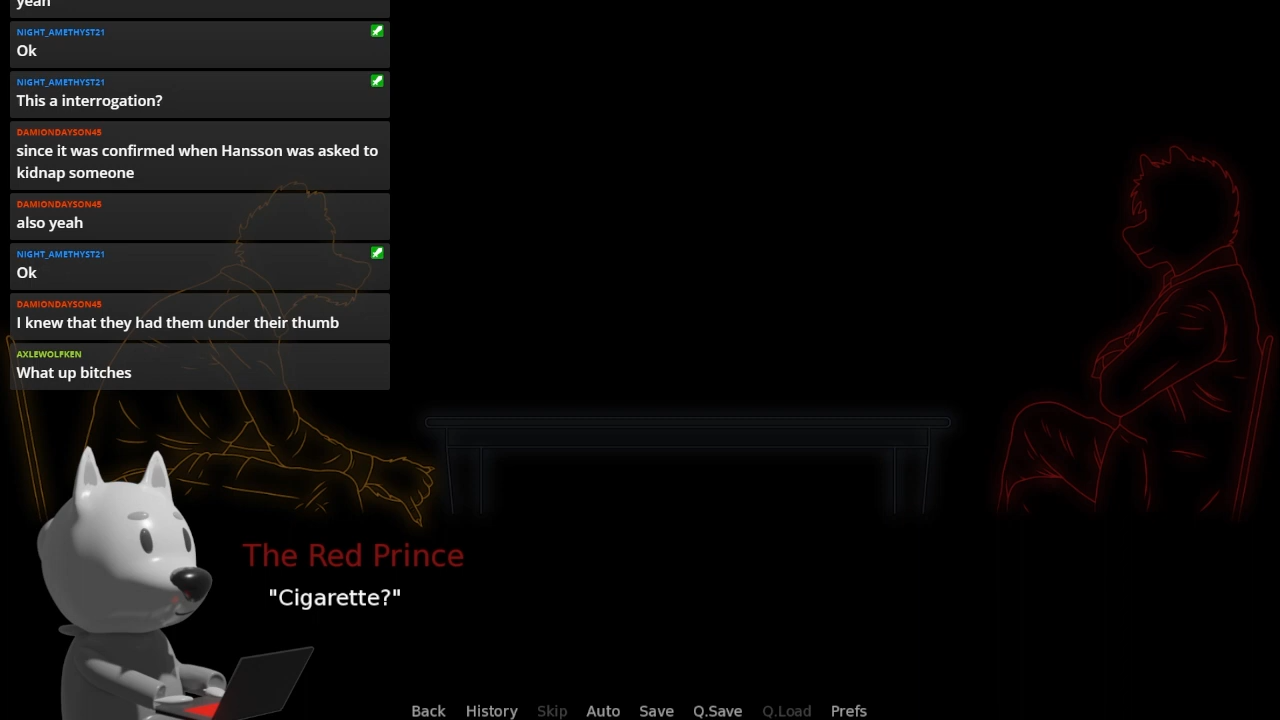 yeah
NIGHT_AMETHYST21
Ok
NIGHT_AMETHYST21
This a interrogation?
DAMIONDAYSON45
since it was confirmed when Hansson was asked to
kidnap someone
DAMIONDAYSON45
also yeah
NIGHT_AMETHYST21
Ok
DAMIONDAYSON45
I knew that they had them under their thumb
AXLEWOLFKEN
What up bitches
The Red Prince
"Cigarette?"
Back History Skip Auto Save Q.Save Q.Load Prefs